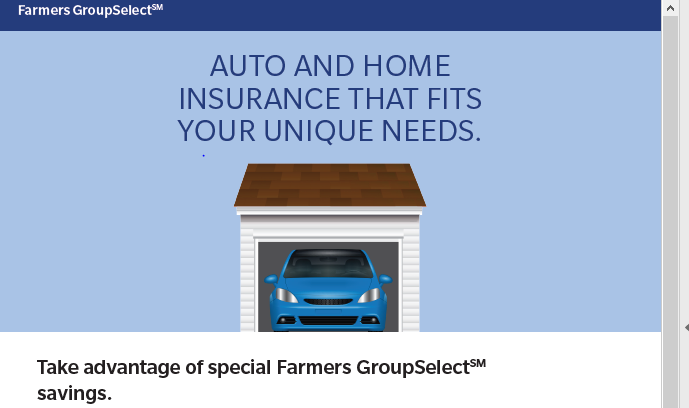 Farmers GroupSelect℠
AUTO AND HOME
INSURANCE THAT FITS
YOUR UNIQUE NEEDS.
Take advantage of special Farmers GroupSelect℠
savings.